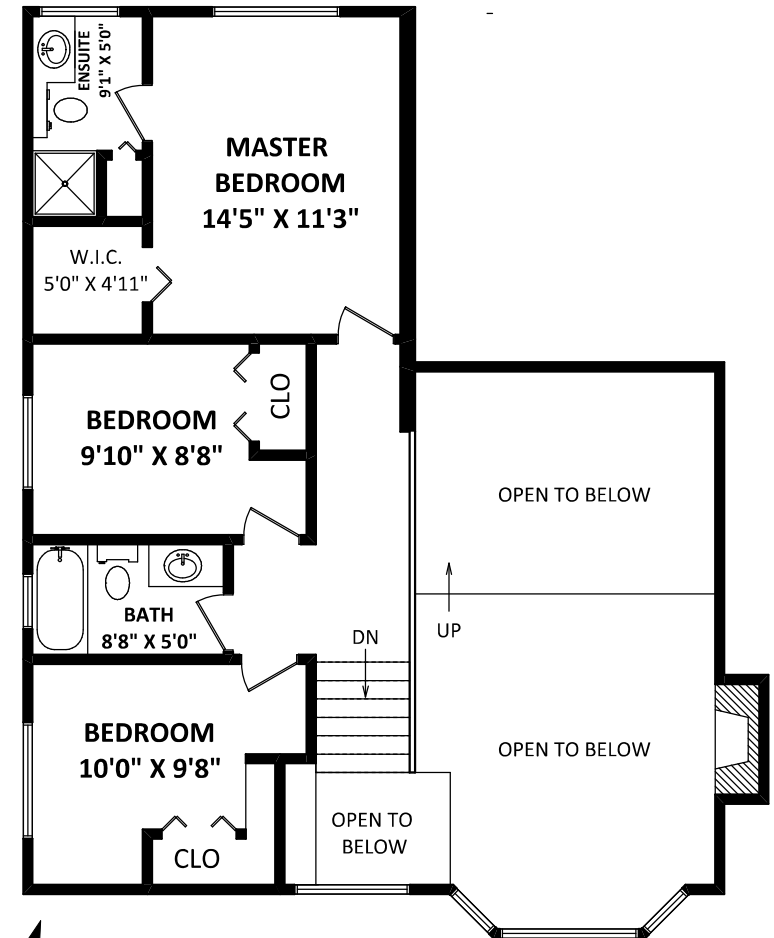 ENSUITE
9'1" X 5'0"
MASTER
BEDROOM
14'5" X 11'3"
W.I.C.
5'0" X 4'11"
BEDROOM
9'10" X 8'8"
CLO
OPEN TO BELOW
BATH
8'8" X 5'0"
DN
UP
BEDROOM
10'0" X 9'8"
CLO
OPEN TO BELOW
OPEN TO
BELOW